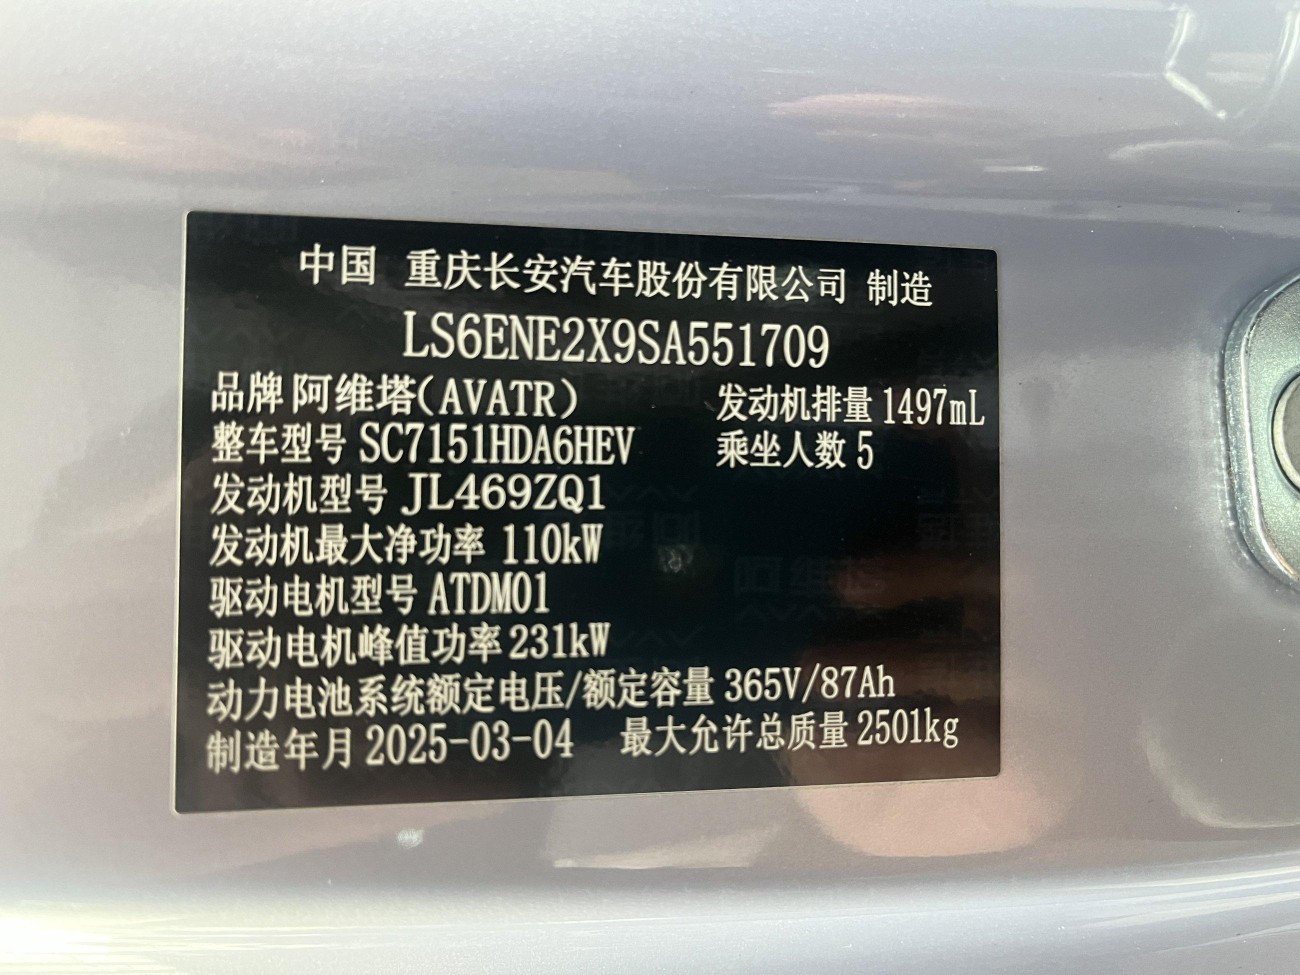 中国 重庆长安汽车股份有限公司 制造
LS6ENE2X9SA551709
品牌 阿维塔(AVATR) 发动机排量 1497mL
整车型号 SC7151HDA6HEV 乘坐人数 5
发动机型号 JL469ZQ1
发动机最大净功率 110kW
驱动电机型号 ATDM01
驱动电机峰值功率 231kW
动力电池系统额定电压/额定容量 365V/87Ah
制造年月 2025-03-04 最大允许总质量 2501kg